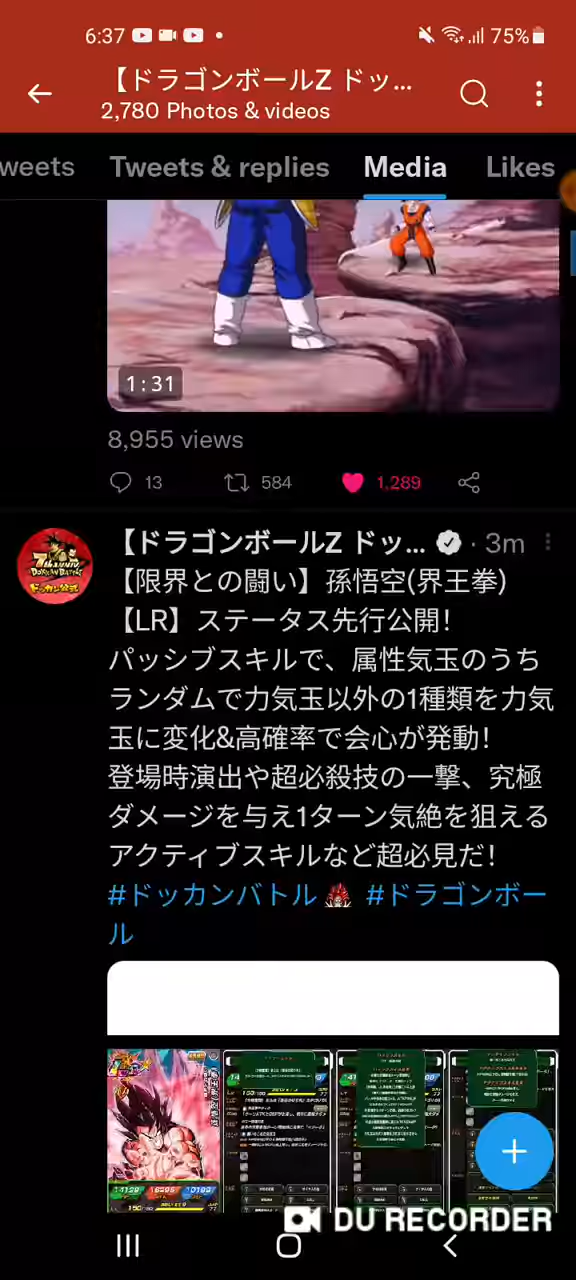 6:37
75%
【ドラゴンボールZ ドッ...
2,780 Photos & videos
weets
Tweets & replies
Media
Likes
1:31
8,955 views
13
584
1,289
【ドラゴンボールZ ドッ... · 3m
【限界との闘い】孫悟空(界王拳)
【LR】ステータス先行公開！
パッシブスキルで、属性気玉のうち
ランダムで力気玉以外の1種類を力気
玉に変化&高確率で会心が発動！
登場時演出や超必殺技の一撃、究極
ダメージを与え1ターン気絶を狙える
アクティブスキルなど超必見だ！
#ドッカンバトル #ドラゴンボー
ル
DU RECORDER